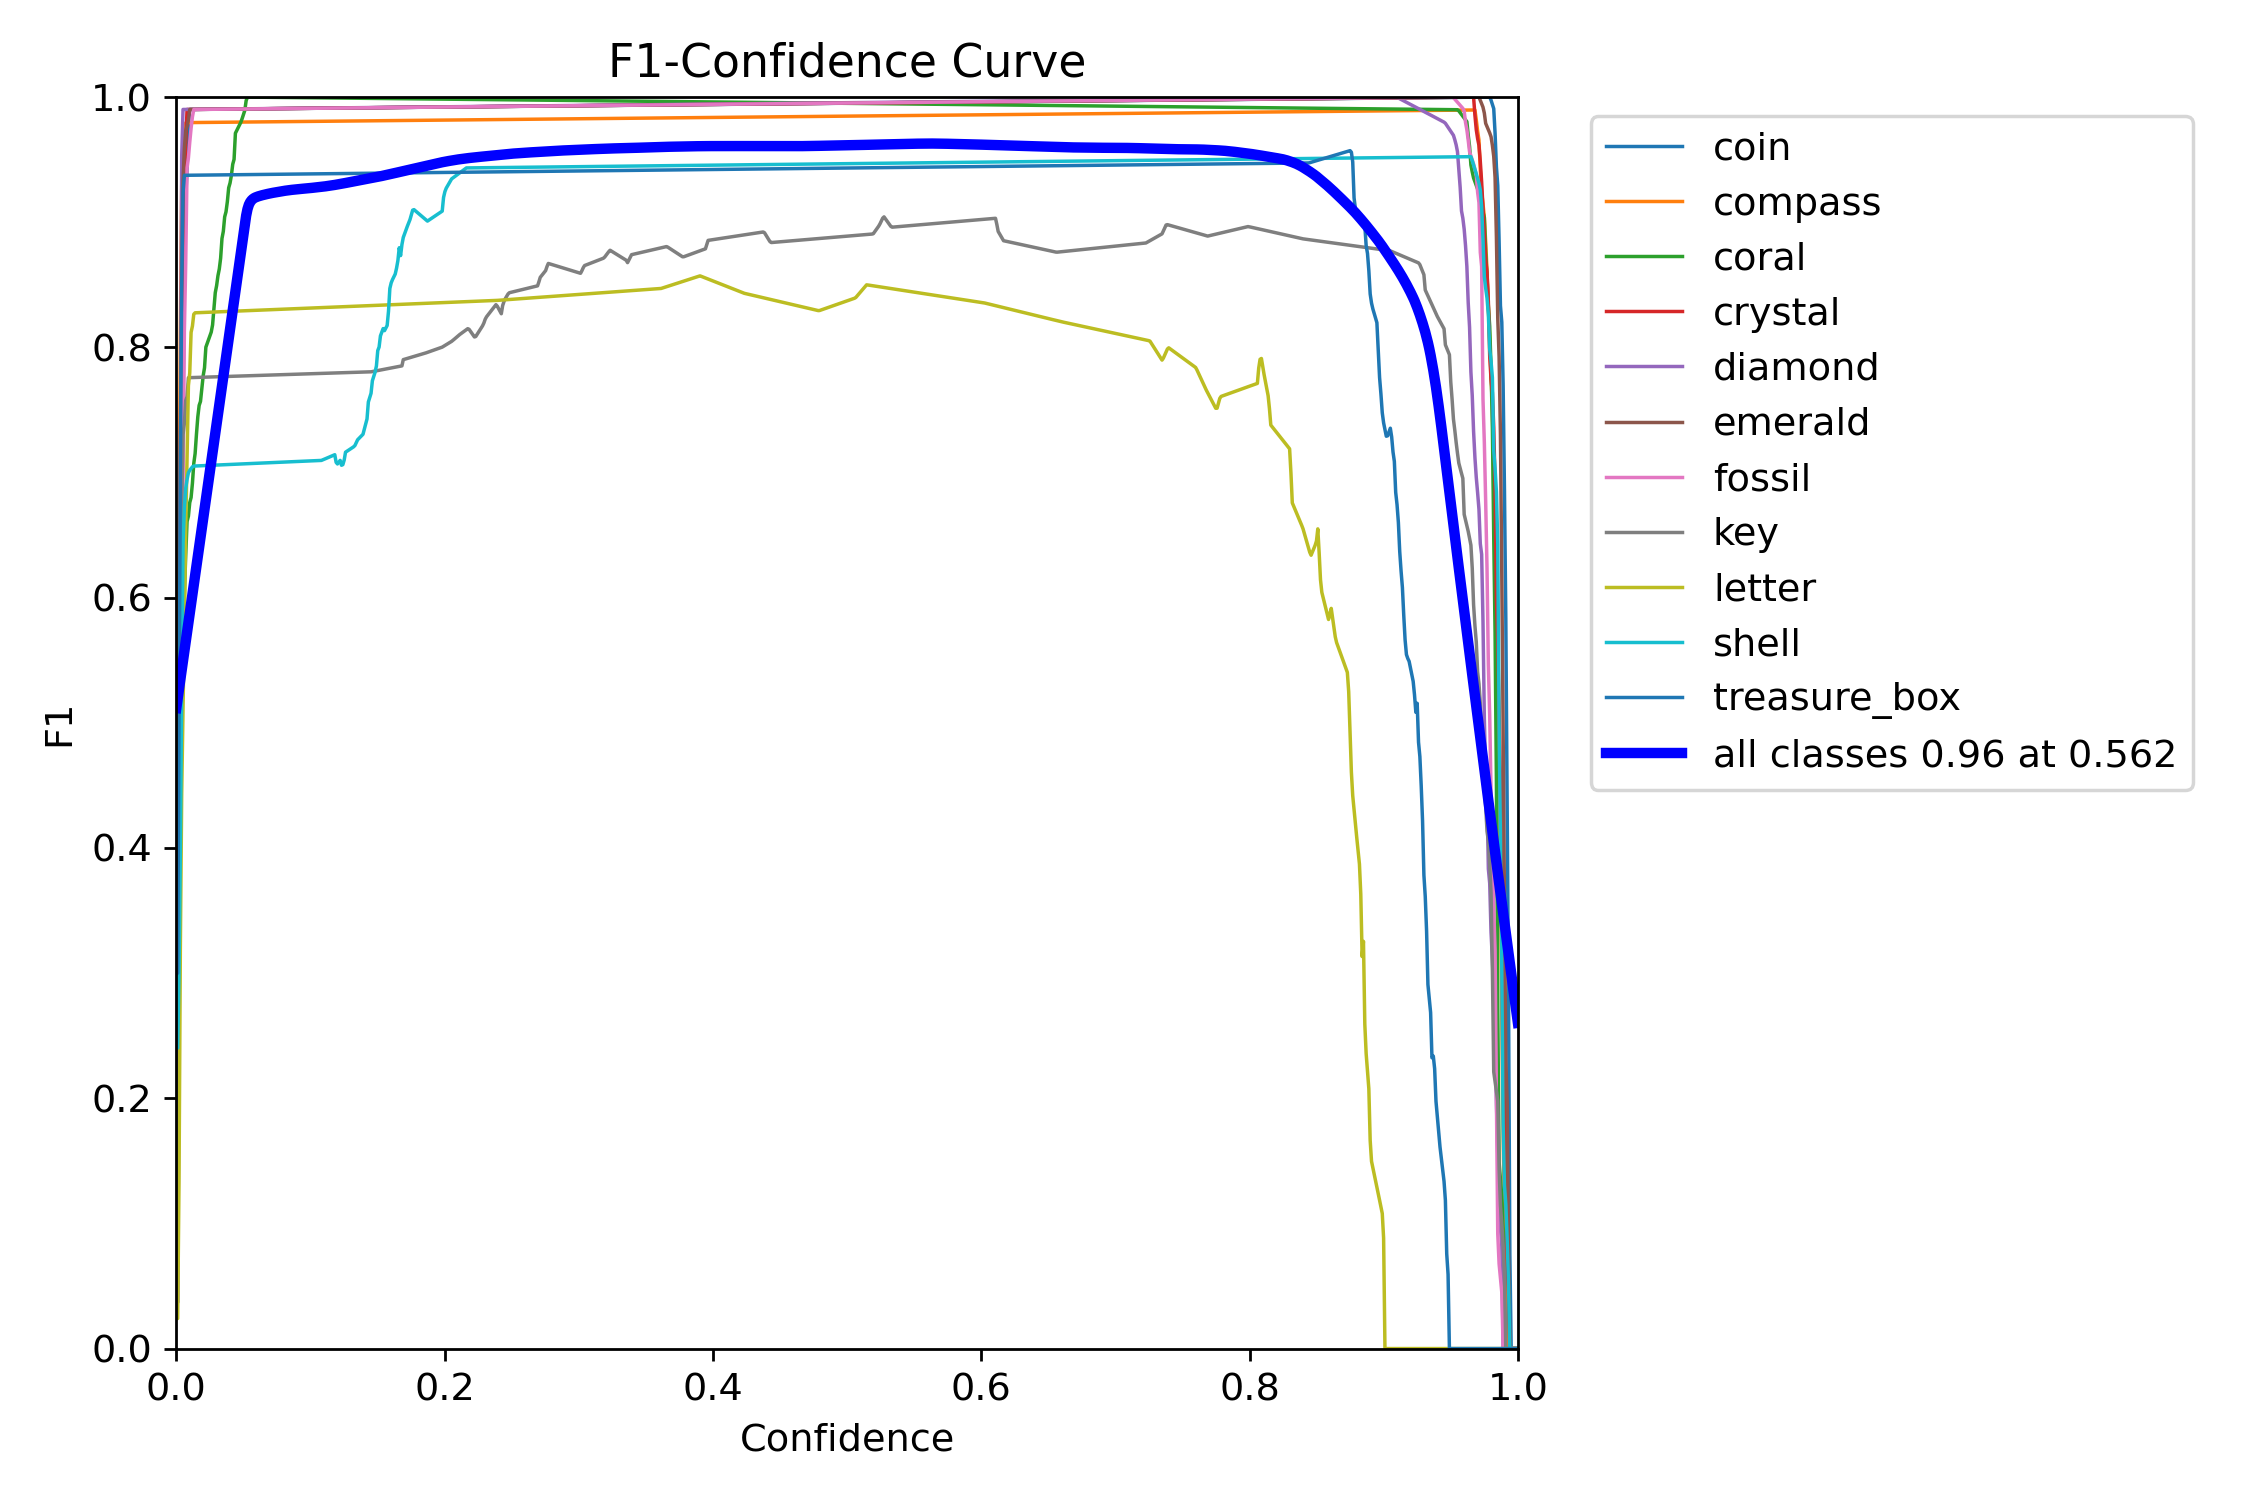 F1-Confidence Curve
1.0
0.8
0.6
0.4
0.2
0.0
F1
0.0 0.2 0.4 0.6 0.8 1.0
Confidence
coin
compass
coral
crystal
diamond
emerald
fossil
key
letter
shell
treasure_box
all classes 0.96 at 0.562